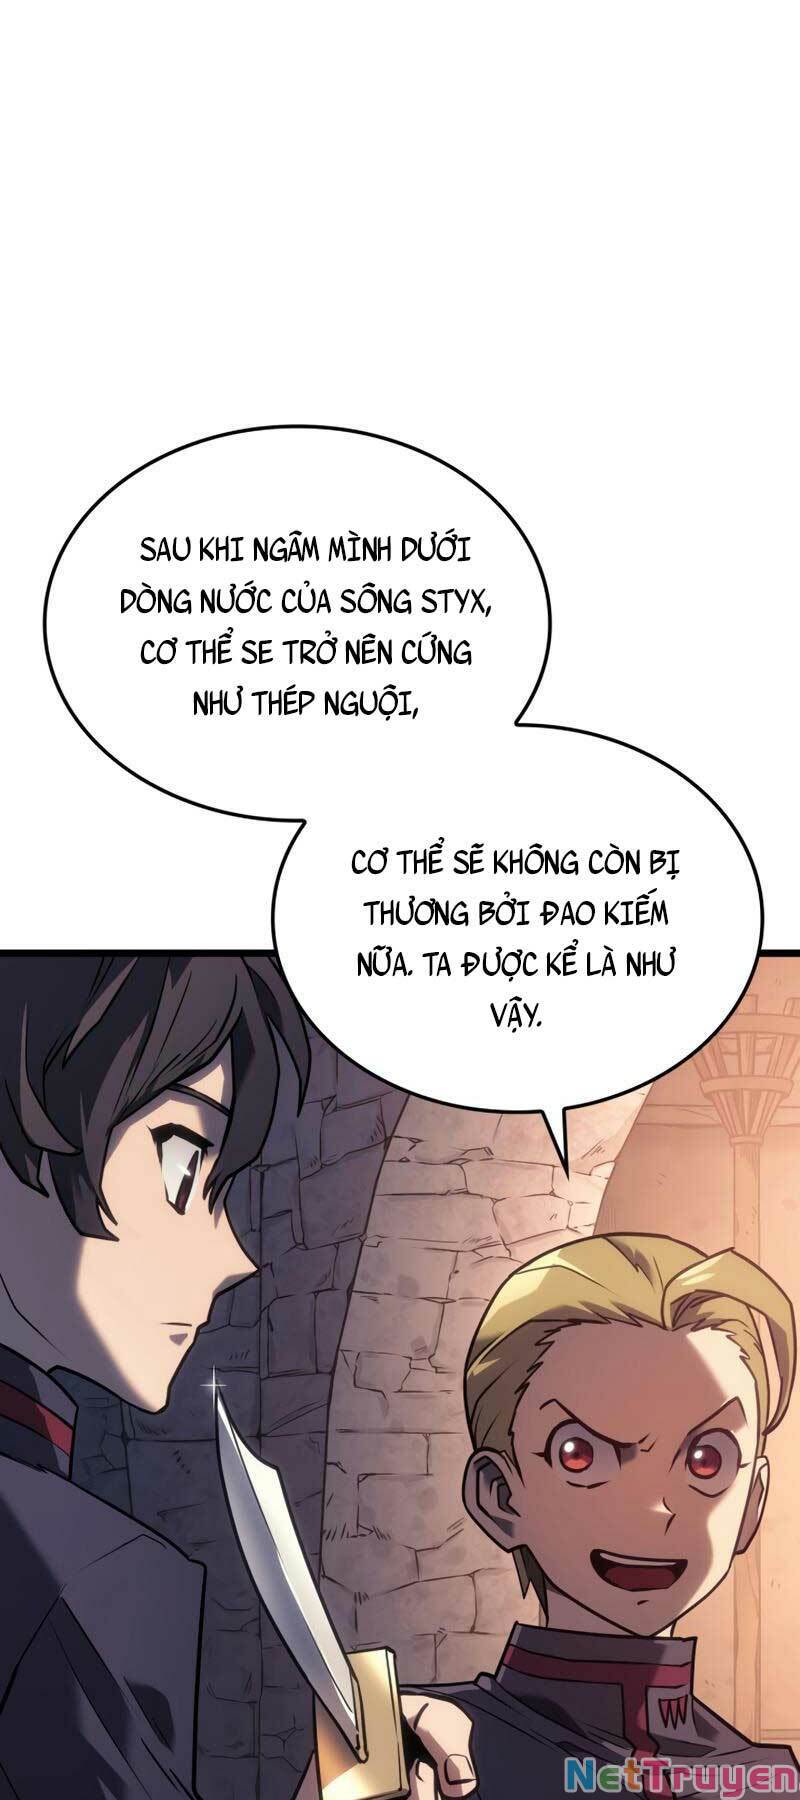 SAU KHI NGÂM MÌNH DƯỚI
DÒNG NƯỚC CỦA SÔNG STYX,
CƠ THỂ SE TRỞ NÊN CỨNG
NHƯ THÉP NGUỘI,
CƠ THỂ SẼ KHÔNG CÒN BỊ
THƯƠNG BỞI ĐAO KIẾM
NỮA. TA ĐƯỢC KỂ LÀ NHƯ
VẬY.
NetTruyen